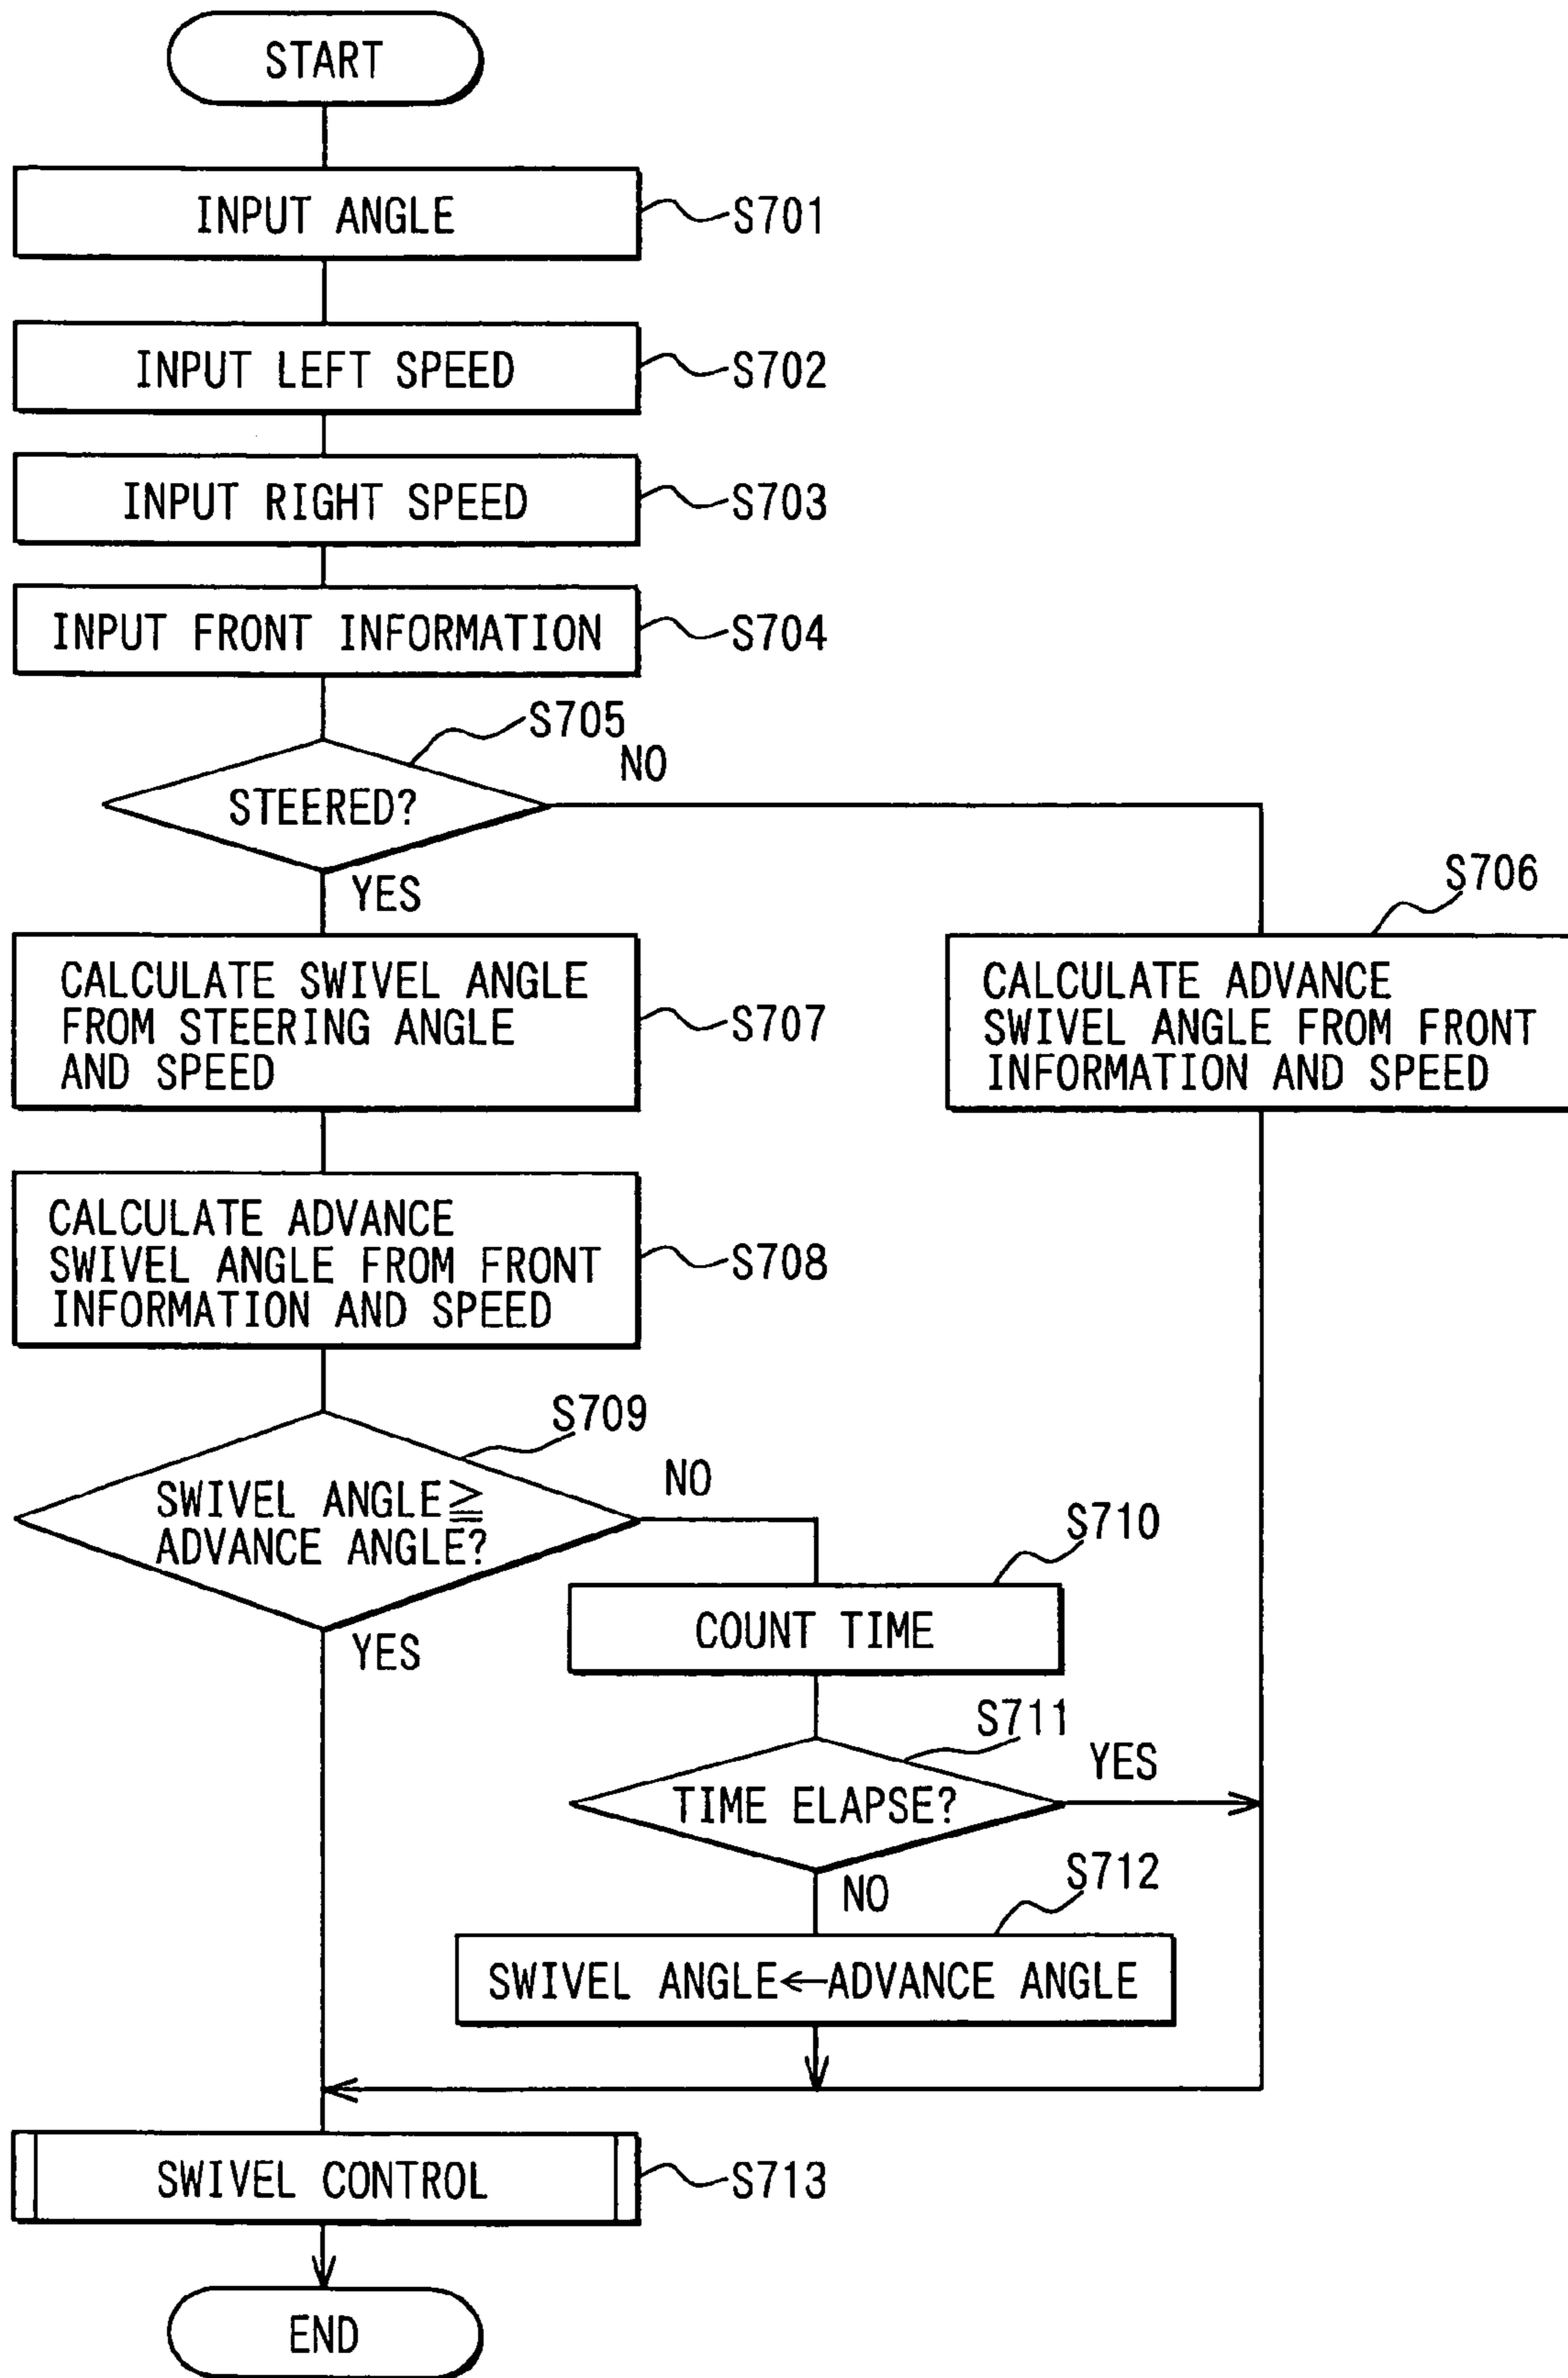 START
INPUT ANGLE
S701
INPUT LEFT SPEED
S702
INPUT RIGHT SPEED
S703
INPUT FRONT INFORMATION
S704
S705
STEERED?
NO
YES
S706
CALCULATE SWIVEL ANGLE
FROM STEERING ANGLE
AND SPEED
S707
CALCULATE ADVANCE
SWIVEL ANGLE FROM FRONT
INFORMATION AND SPEED
CALCULATE ADVANCE
SWIVEL ANGLE FROM FRONT
INFORMATION AND SPEED
S708
S709
SWIVEL ANGLE≧
ADVANCE ANGLE?
NO
YES
S710
COUNT TIME
S711
TIME ELAPSE?
YES
NO
S712
SWIVEL ANGLE←ADVANCE ANGLE
SWIVEL CONTROL
S713
END